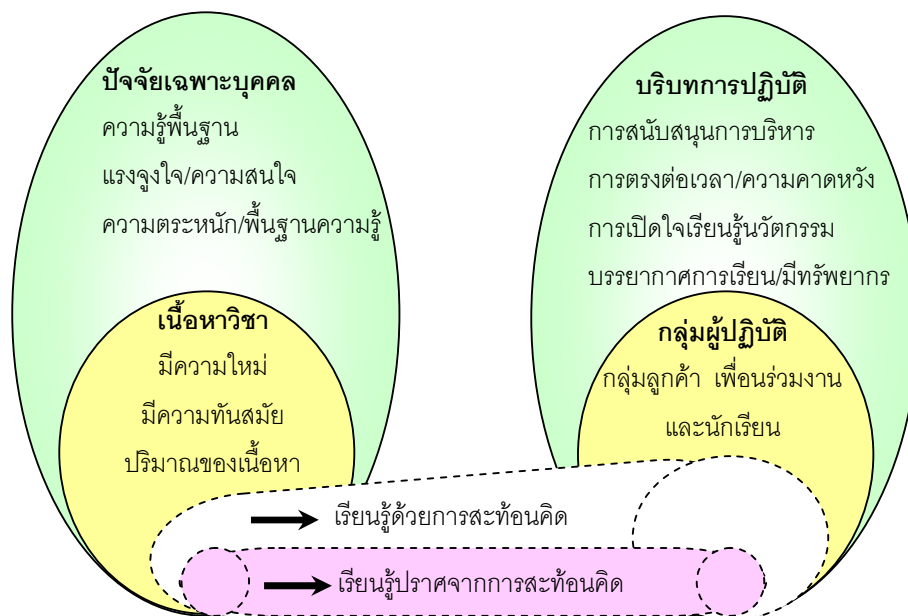 ปัจจัยเฉพาะบุคคล
ความรู้พื้นฐาน
แรงจูงใจ/ความสนใจ
ความตระหนัก/พื้นฐานความรู้
เนื้อหาวิชา
มีความใหม่
มีความทันสมัย
ปริมาณของเนื้อหา
บริบทการปฏิบัติ
การสนับสนุนการบริหาร
การตรงต่อเวลา/ความคาดหวัง
การเปิดใจเรียนรู้นวัตกรรม
บรรยากาศการเรียน/มีทรัพยากร
กลุ่มผู้ปฏิบัติ
กลุ่มลูกค้า เพื่อนร่วมงาน
และนักเรียน
เรียนรู้ด้วยการสะท้อนคิด
เรียนรู้ปราศจากการสะท้อนคิด